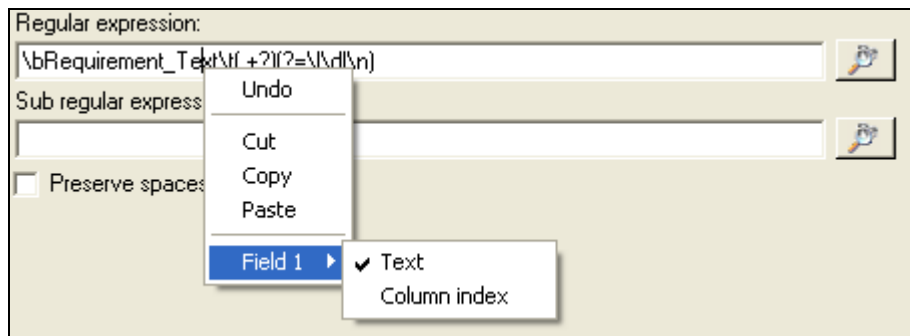 Regular expression:
\bRequirement_Text\t( +?)(?=\|\d|\n)
Sub regular express
Undo
Cut
Copy
Preserve spaces
Paste
Field 1
Text
Column index